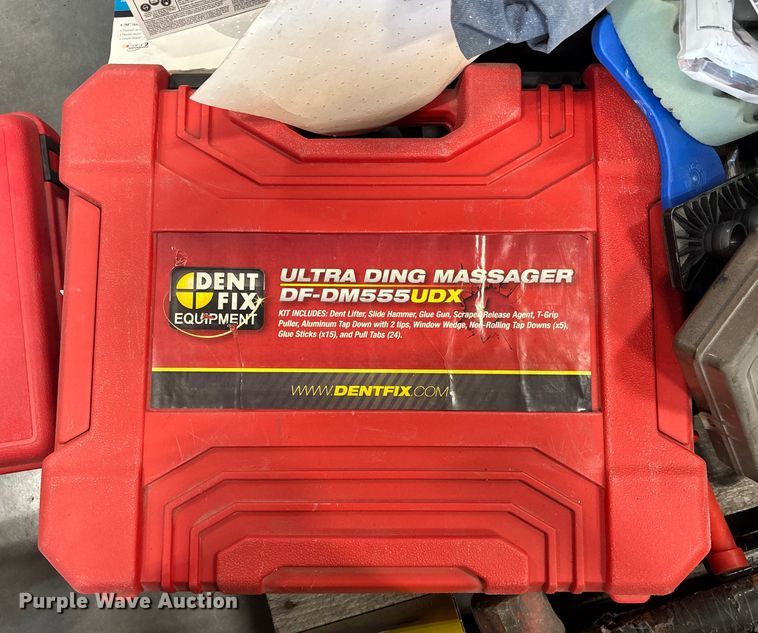 DENT
FIX
EQUIPMENT
ULTRA DING MASSAGER
DF-DM555UDX
KIT INCLUDES: Dent Lifter, Slide Hammer, Glue Gun, Scraper, Release Agent, T-Grip
Puller, Aluminum Tap Down with 2 tips, Window Wedge, Non-Rolling Tap Downs (x5),
Glue Sticks (x15), and Pull Tabs (24).
WWW.DENTFIX.COM
Purple Wave Auction